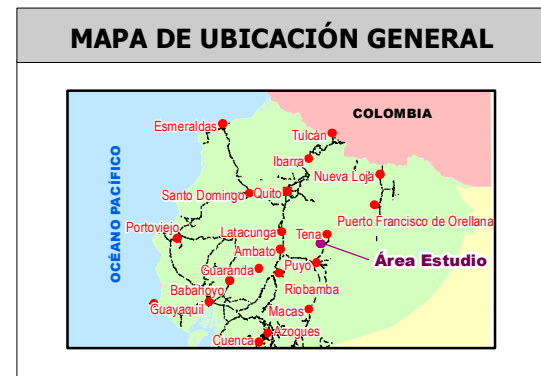 MAPA DE UBICACIÓN GENERAL
COLOMBIA
Esmeraldas
Tulcán
Ibarra
Nueva Loja
OCÉANO PACÍFICO
Santo Domingo
Quito
Puerto Francisco de Orellana
Portoviejo
Latacunga
Tena
Ambato
Área Estudio
Guaranda
Puyo
Babahoyo
Riobamba
Guayaquil
Macas
Azogues
Cuenca